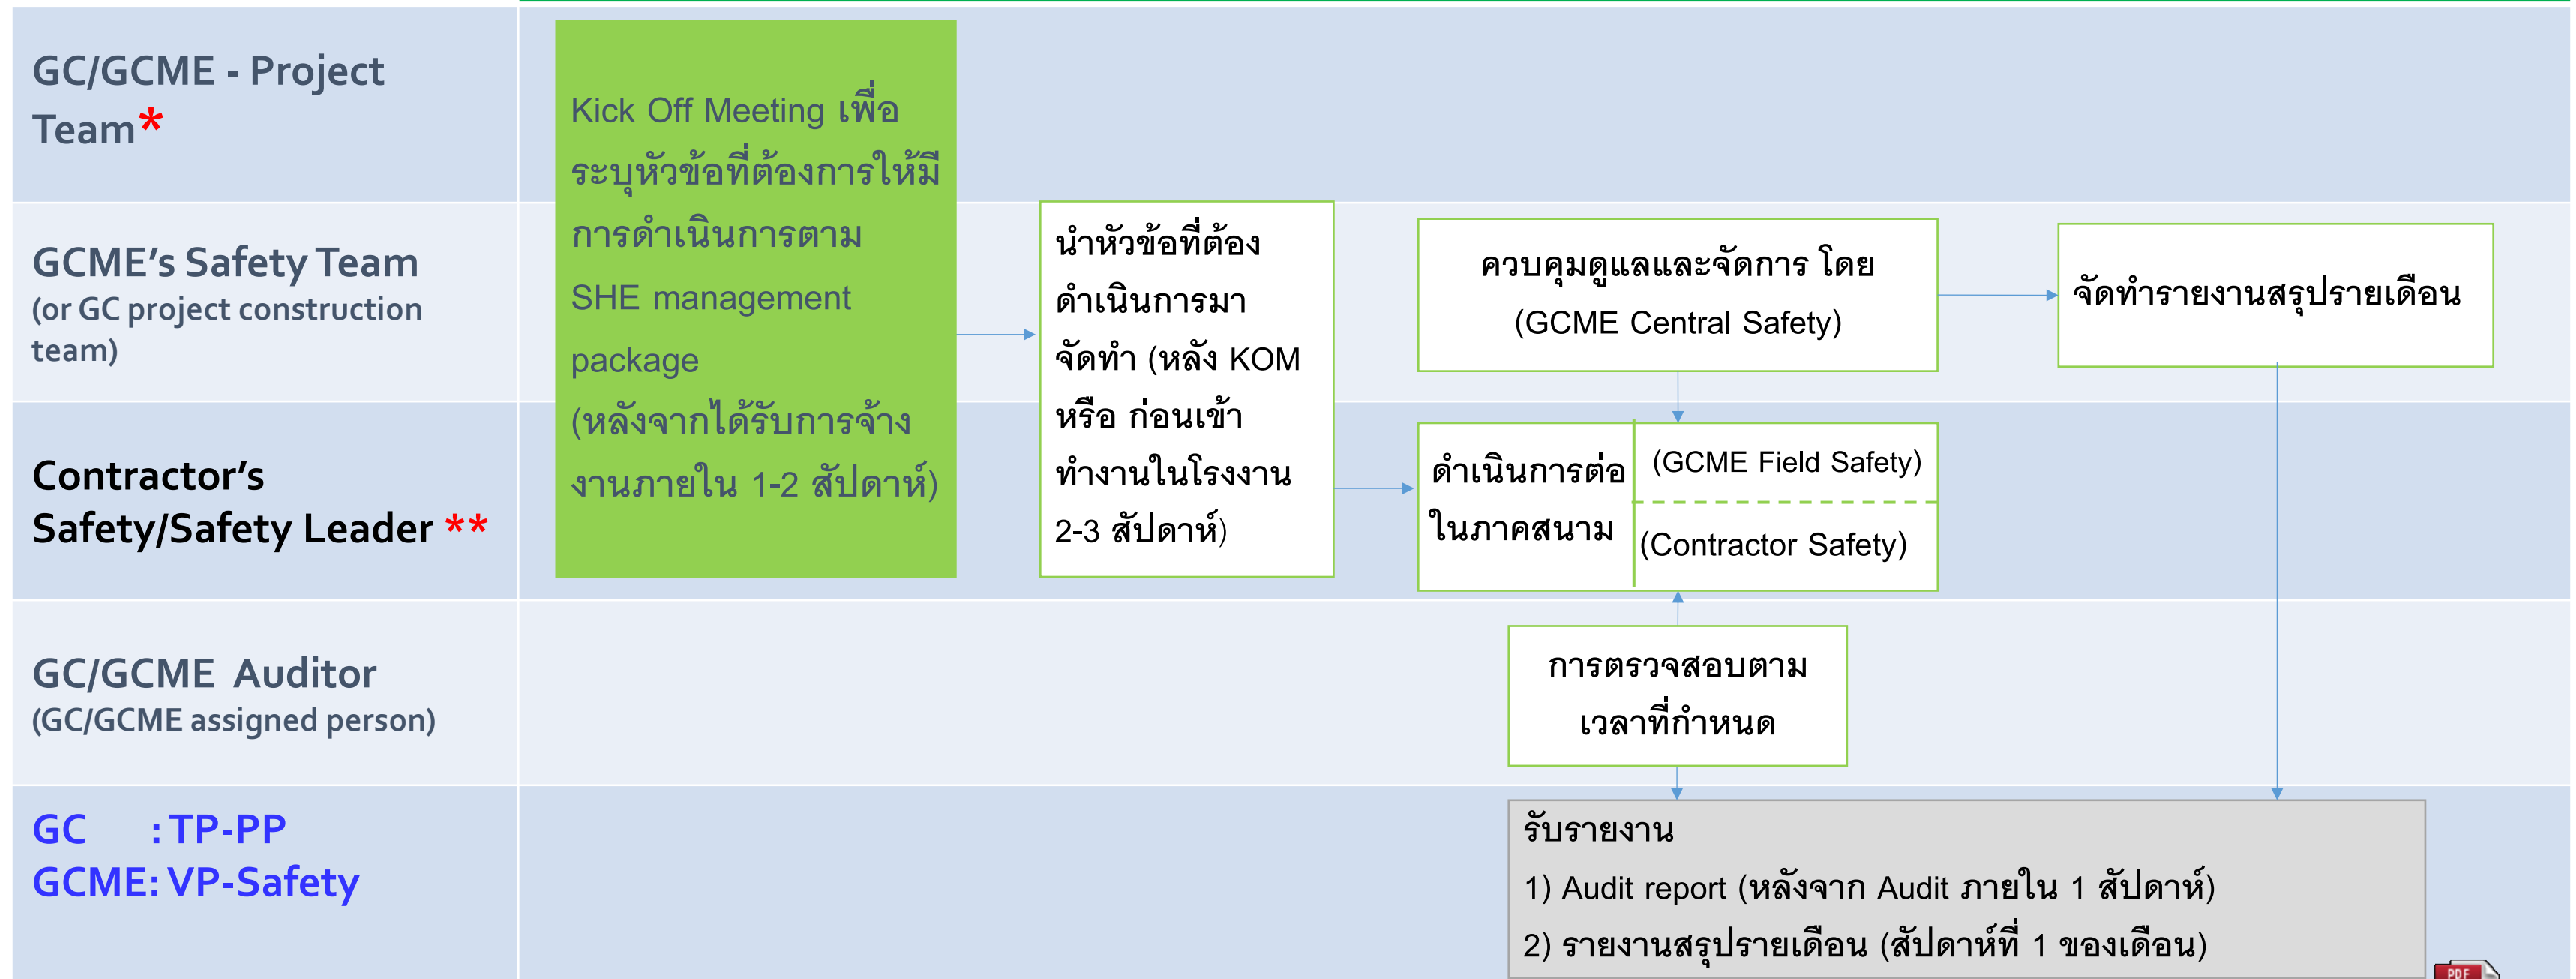 GC/GCME - Project
Team*
Kick Off Meeting เพื่อ
ระบุหัวข้อที่ต้องการให้มี
การดำเนินการตาม
SHE management
package
(หลังจากได้รับการจ้าง
งานภายใน 1-2 สัปดาห์)
GCME's Safety Team
(or GC project construction
team)
นำหัวข้อที่ต้อง
ดำเนินการมา
จัดทำ (หลัง KOM
หรือ ก่อนเข้า
ทำงานในโรงงาน
2-3 สัปดาห์)
ควบคุมดูแลและจัดการ โดย
(GCME Central Safety)
จัดทำรายงานสรุปรายเดือน
Contractor's
Safety/Safety Leader **
ดำเนินการต่อ
ในภาคสนาม
(GCME Field Safety)
(Contractor Safety)
GC/GCME Auditor
(GC/GCME assigned person)
การตรวจสอบตาม
เวลาที่กำหนด
GC : TP-PP
GCME: VP-Safety
รับรายงาน
1) Audit report (หลังจาก Audit ภายใน 1 สัปดาห์)
2) รายงานสรุปรายเดือน (สัปดาห์ที่ 1 ของเดือน)
PDF